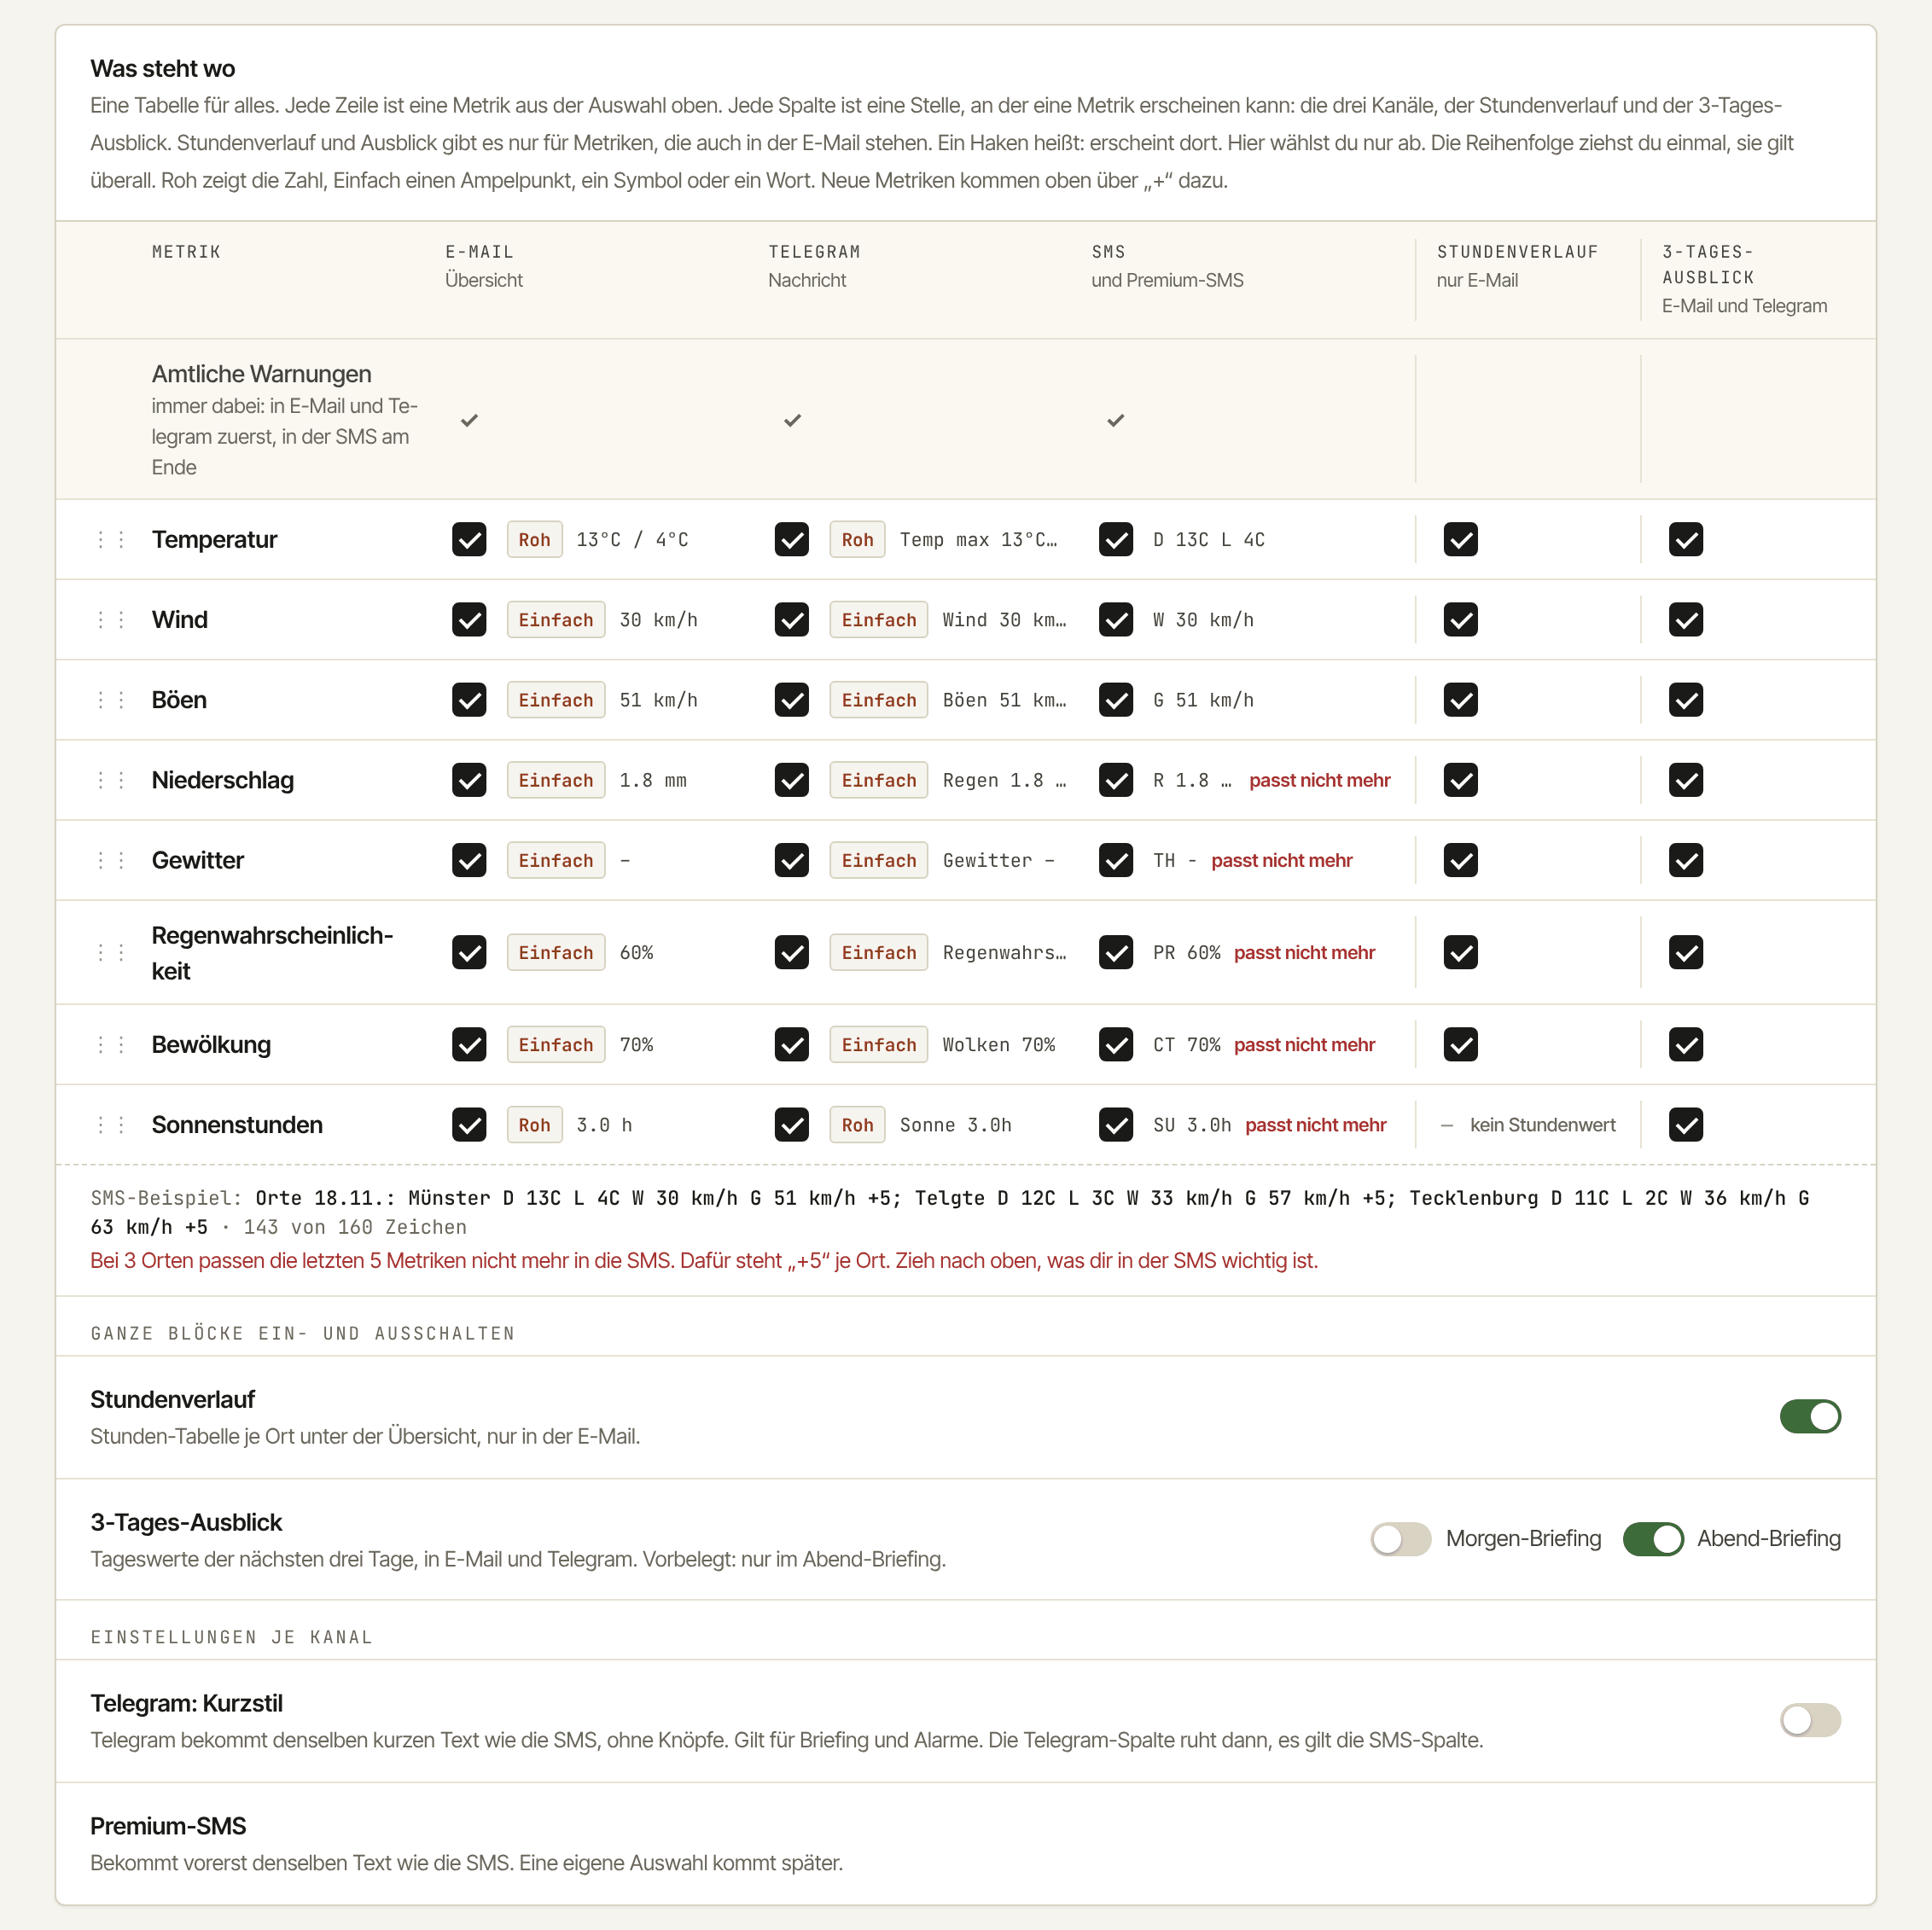 Was steht wo
Eine Tabelle für alles. Jede Zeile ist eine Metrik aus der Auswahl oben. Jede Spalte ist eine Stelle, an der eine Metrik erscheinen kann: die drei Kanäle, der Stundenverlauf und der 3-Tages-
Ausblick. Stundenverlauf und Ausblick gibt es nur für Metriken, die auch in der E-Mail stehen. Ein Haken heißt: erscheint dort. Hier wählst du nur ab. Die Reihenfolge ziehst du einmal, sie gilt
überall. Roh zeigt die Zahl, Einfach einen Ampelpunkt, ein Symbol oder ein Wort. Neue Metriken kommen oben über „+“ dazu.
METRIK E-MAIL TELEGRAM SMS STUNDENVERLAUF 3-TAGES-
AUSBLICK
Übersicht Nachricht und Premium-SMS nur E-Mail E-Mail und Telegram
Amtliche Warnungen
immer dabei: in E-Mail und Te-
legram zuerst, in der SMS am
Ende
Temperatur Roh 13°C / 4°C Roh Temp max 13°C… D 13C L 4C
Wind Einfach 30 km/h Einfach Wind 30 km… W 30 km/h
Böen Einfach 51 km/h Einfach Böen 51 km… G 51 km/h
Niederschlag Einfach 1.8 mm Einfach Regen 1.8 … R 1.8 … passt nicht mehr
Gewitter Einfach – Einfach Gewitter – TH - passt nicht mehr
Regenwahrscheinlich-
keit Einfach 60% Einfach Regenwahrs… PR 60% passt nicht mehr
Bewölkung Einfach 70% Einfach Wolken 70% CT 70% passt nicht mehr
Sonnenstunden Roh 3.0 h Roh Sonne 3.0h SU 3.0h passt nicht mehr – kein Stundenwert
SMS-Beispiel: Orte 18.11.: Münster D 13C L 4C W 30 km/h G 51 km/h +5; Telgte D 12C L 3C W 33 km/h G 57 km/h +5; Tecklenburg D 11C L 2C W 36 km/h G
63 km/h +5 · 143 von 160 Zeichen
Bei 3 Orten passen die letzten 5 Metriken nicht mehr in die SMS. Dafür steht „+5“ je Ort. Zieh nach oben, was dir in der SMS wichtig ist.
GANZE BLÖCKE EIN- UND AUSSCHALTEN
Stundenverlauf
Stunden-Tabelle je Ort unter der Übersicht, nur in der E-Mail.
3-Tages-Ausblick
Tageswerte der nächsten drei Tage, in E-Mail und Telegram. Vorbelegt: nur im Abend-Briefing.
Morgen-Briefing Abend-Briefing
EINSTELLUNGEN JE KANAL
Telegram: Kurzstil
Telegram bekommt denselben kurzen Text wie die SMS, ohne Knöpfe. Gilt für Briefing und Alarme. Die Telegram-Spalte ruht dann, es gilt die SMS-Spalte.
Premium-SMS
Bekommt vorerst denselben Text wie die SMS. Eine eigene Auswahl kommt später.